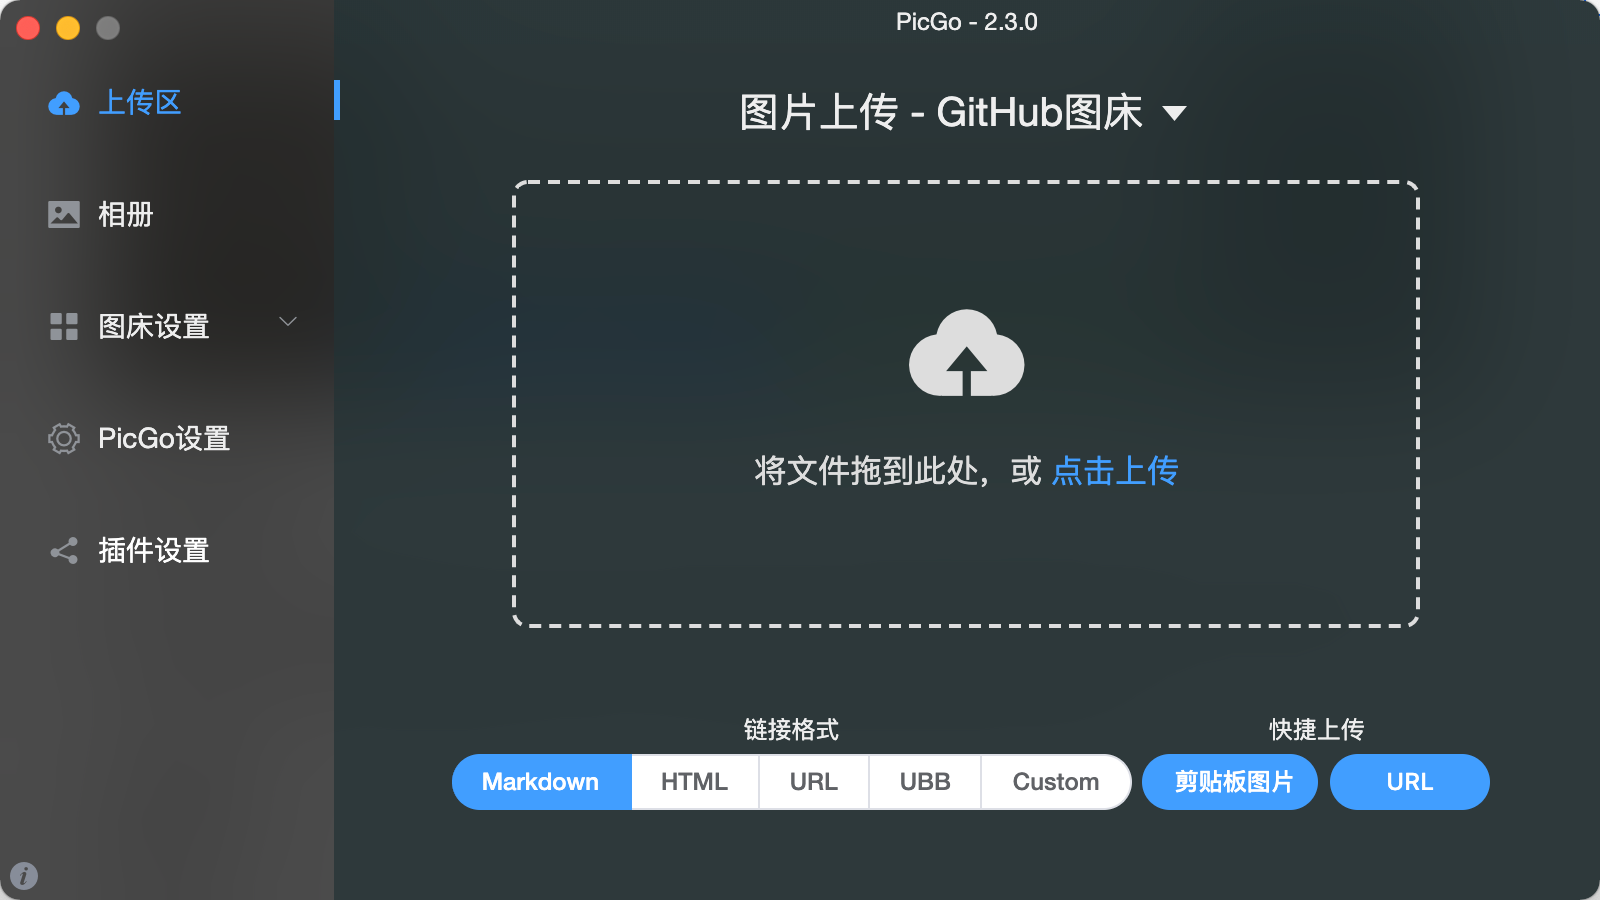 PicGo - 2.3.0
上传区
相册
图床设置
PicGo设置
插件设置
图片上传 - GitHub图床
将文件拖到此处，或 点击上传
链接格式
Markdown HTML URL UBB Custom
快捷上传
剪贴板图片 URL
i